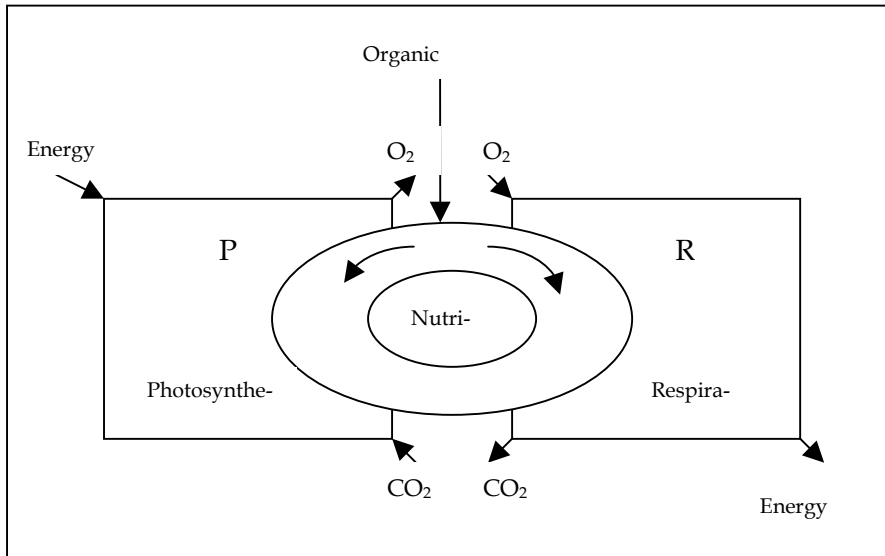 Organic
Energy
O₂ O₂
P R
Nutri-
Photosynthe- Respira-
CO₂ CO₂
Energy